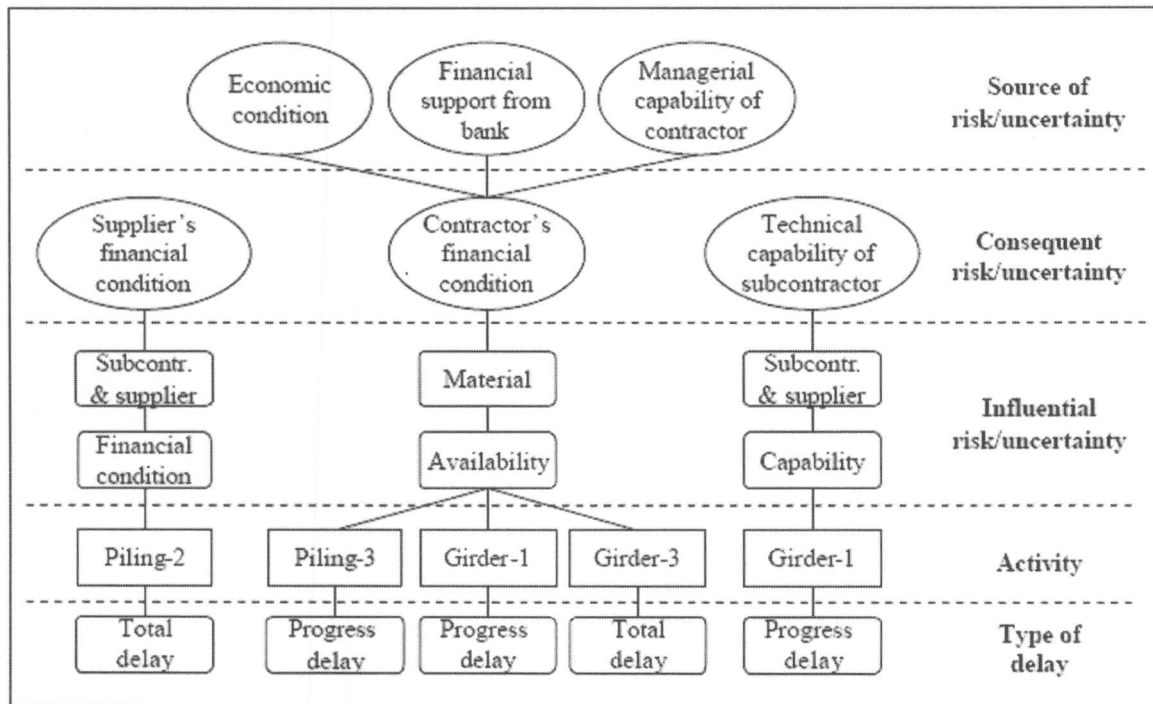 Economic
condition
Financial
support from
bank
Managerial
capability of
contractor
Source of
risk/uncertainty
Supplier's
financial
condition
Contractor's
financial
condition
Technical
capability of
subcontractor
Consequent
risk/uncertainty
Subcontr.
& supplier
Material
Subcontr.
& supplier
Financial
condition
Availability
Capability
Influential
risk/uncertainty
Piling-2
Piling-3
Girder-1
Girder-3
Girder-1
Activity
Total
delay
Progress
delay
Progress
delay
Total
delay
Progress
delay
Type of
delay